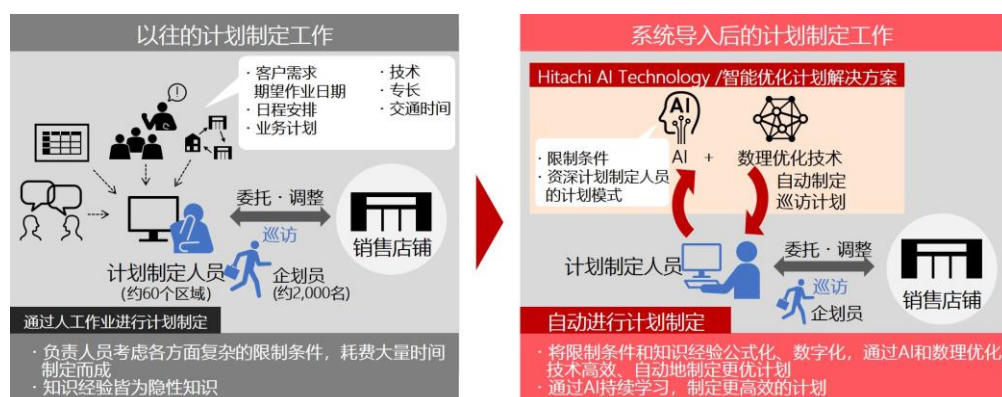 以往的计划制定工作
· 客户需求
期望作业日期
· 日程安排
· 业务计划
· 技术
· 专长
· 交通时间
委托 · 调整
巡访
销售店铺
计划制定人员
(约60个区域)
企划员
(约2,000名)
通过人工作业进行计划制定
· 负责人员考虑各方面复杂的限制条件，耗费大量时间
制定而成
· 知识经验皆为隐性知识
系统导入后的计划制定工作
Hitachi AI Technology /智能优化计划解决方案
AI
· 限制条件
· 资深计划制定人员
的计划模式
AI + 数理优化技术
自动制定
巡访计划
计划制定人员
委托 · 调整
巡访
企划员
销售店铺
自动进行计划制定
· 将限制条件和知识经验公式化、数字化，通过AI和数理优化
技术高效、自动地制定更优计划
· 通过AI持续学习，制定更高效的计划